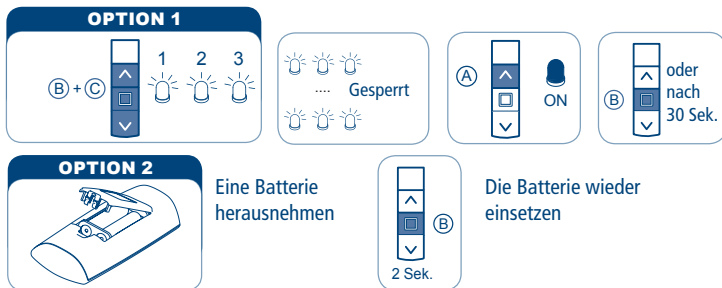 OPTION 1
B + C
1 2 3
.... Gesperrt
A
ON
B
oder
nach
30 Sek.
OPTION 2
Eine Batterie
herausnehmen
B
2 Sek.
Die Batterie wieder
einsetzen